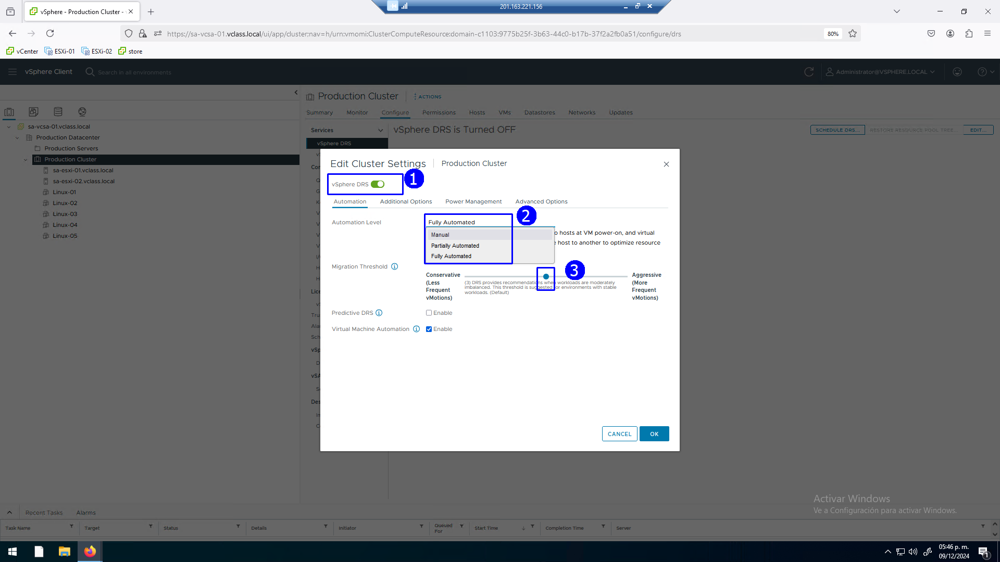 201.163.221.156
vSphere - Production Cluster -
https://sa-vcsa-01.vclass.local/ui/app/cluster;nav=h/urn:vmomi:ClusterComputeResource:domain-c1103:9775b25f-3b63-44c0-b17b-37f2a2fb0a51/configure/drs
80%
vCenter ESXi-01 ESXi-02 store
vSphere Client Search in all environments
Administrator@VSPHERE.LOCAL
Production Cluster ACTIONS
Summary Monitor Configure Permissions Hosts VMs Datastores Networks Updates
sa-vcsa-01.vclass.local
Production Datacenter
Production Servers
Production Cluster
sa-esxi-01.vclass.local
sa-esxi-02.vclass.local
Linux-01
Linux-02
Linux-03
Linux-04
Linux-05
Services
vSphere DRS
vSphere DRS is Turned OFF
SCHEDULE DRS... RESTORE RESOURCE POOL TREE... EDIT...
Edit Cluster Settings Production Cluster
vSphere DRS
1
Automation Additional Options Power Management Advanced Options
Automation Level
Fully Automated
2
Manual
Partially Automated
Fully Automated
o hosts at VM power-on, and virtual
host to another to optimize resource
Migration Threshold
Conservative
(Less
Frequent
vMotions)
3
(3) DRS provides recommendations when workloads are moderately
imbalanced. This threshold is suggested for environments with stable
workloads. (Default)
Aggressive
(More
Frequent
vMotions)
Predictive DRS Enable
Virtual Machine Automation Enable
CANCEL OK
Activar Windows
Ve a Configuración para activar Windows.
Recent Tasks Alarms
Task Name Target Status Details Initiator Queued For Start Time Completion Time Server
05:46 p. m.
09/12/2024
1